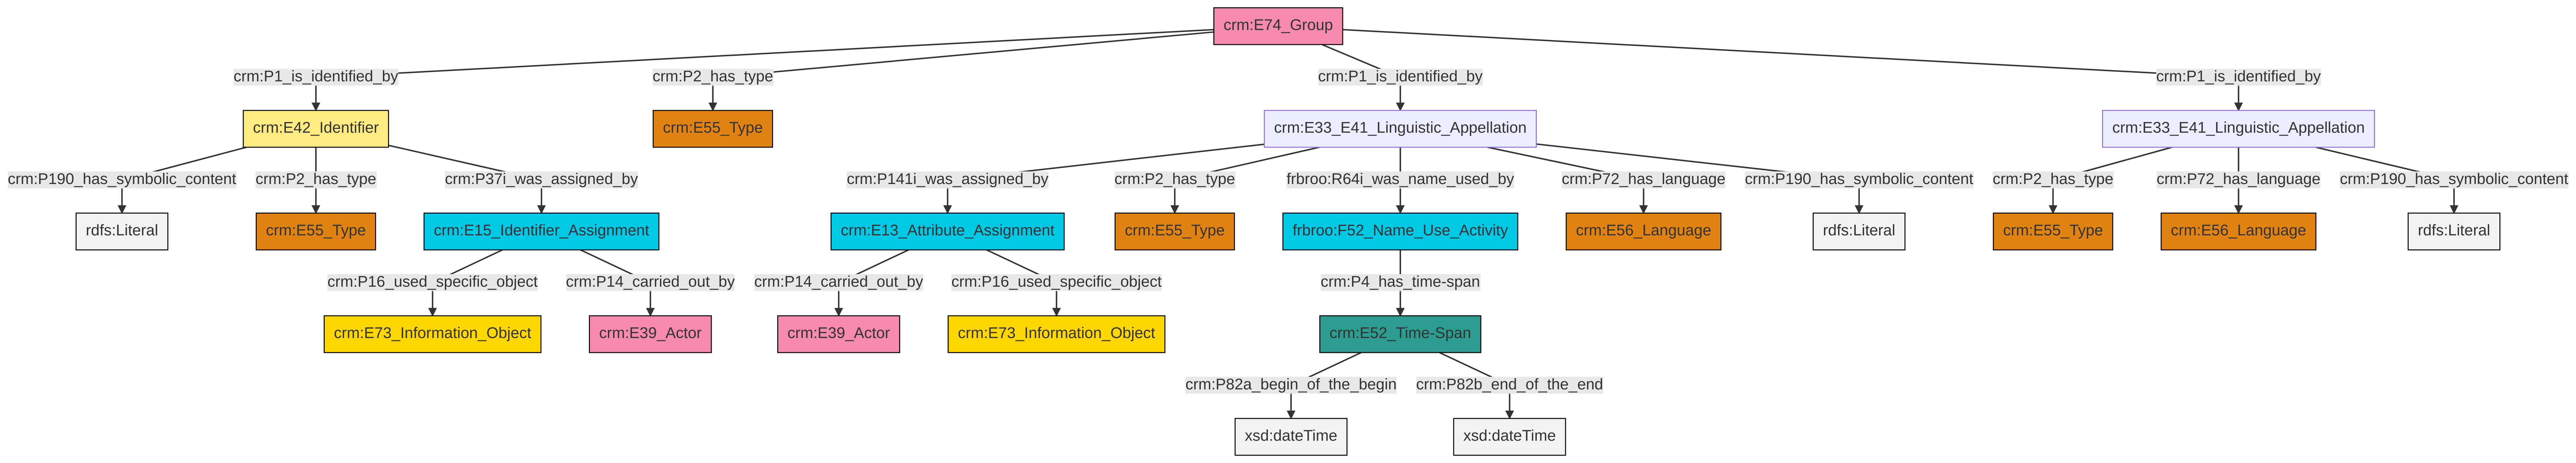 crm:E74_Group
crm:P1_is_identified_by
crm:P2_has_type
crm:P1_is_identified_by
crm:P1_is_identified_by
crm:E42_Identifier
crm:E55_Type
crm:E33_E41_Linguistic_Appellation
crm:E33_E41_Linguistic_Appellation
crm:P190_has_symbolic_content
crm:P2_has_type
crm:P37i_was_assigned_by
crm:P141i_was_assigned_by
crm:P2_has_type
frbroo:R64i_was_name_used_by
crm:P72_has_language
crm:P190_has_symbolic_content
crm:P2_has_type
crm:P72_has_language
crm:P190_has_symbolic_content
rdfs:Literal
crm:E55_Type
crm:E15_Identifier_Assignment
crm:E13_Attribute_Assignment
crm:E55_Type
frbroo:F52_Name_Use_Activity
crm:E56_Language
rdfs:Literal
crm:E55_Type
crm:E56_Language
rdfs:Literal
crm:P16_used_specific_object
crm:P14_carried_out_by
crm:P14_carried_out_by
crm:P16_used_specific_object
crm:P4_has_time-span
crm:E73_Information_Object
crm:E39_Actor
crm:E39_Actor
crm:E73_Information_Object
crm:E52_Time-Span
crm:P82a_begin_of_the_begin
crm:P82b_end_of_the_end
xsd:dateTime
xsd:dateTime